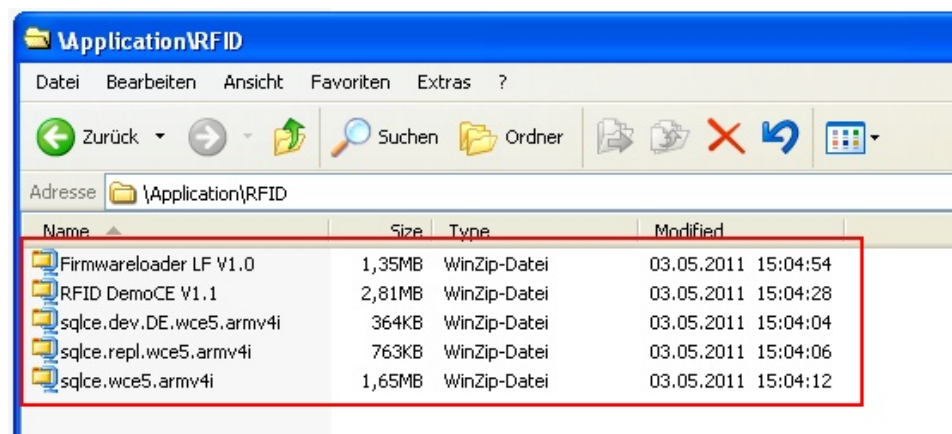 \Application\RFID
Datei Bearbeiten Ansicht Favoriten Extras ?
Zurück Suchen Ordner
Adresse \Application\RFID
Name Size Type Modified
Firmwareloader LF V1.0 1,35MB WinZip-Datei 03.05.2011 15:04:54
RFID DemoCE V1.1 2,81MB WinZip-Datei 03.05.2011 15:04:28
sqlce.dev.DE.wce5.armv4i 364KB WinZip-Datei 03.05.2011 15:04:04
sqlce.repl.wce5.armv4i 763KB WinZip-Datei 03.05.2011 15:04:06
sqlce.wce5.armv4i 1,65MB WinZip-Datei 03.05.2011 15:04:12